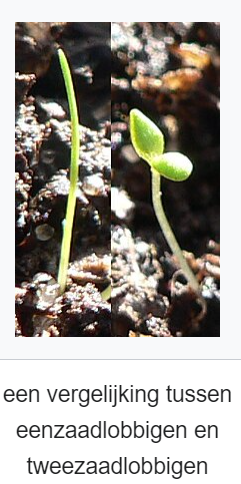 een vergelijking tussen
eenzaadlobbigen en
tweezaadlobbigen